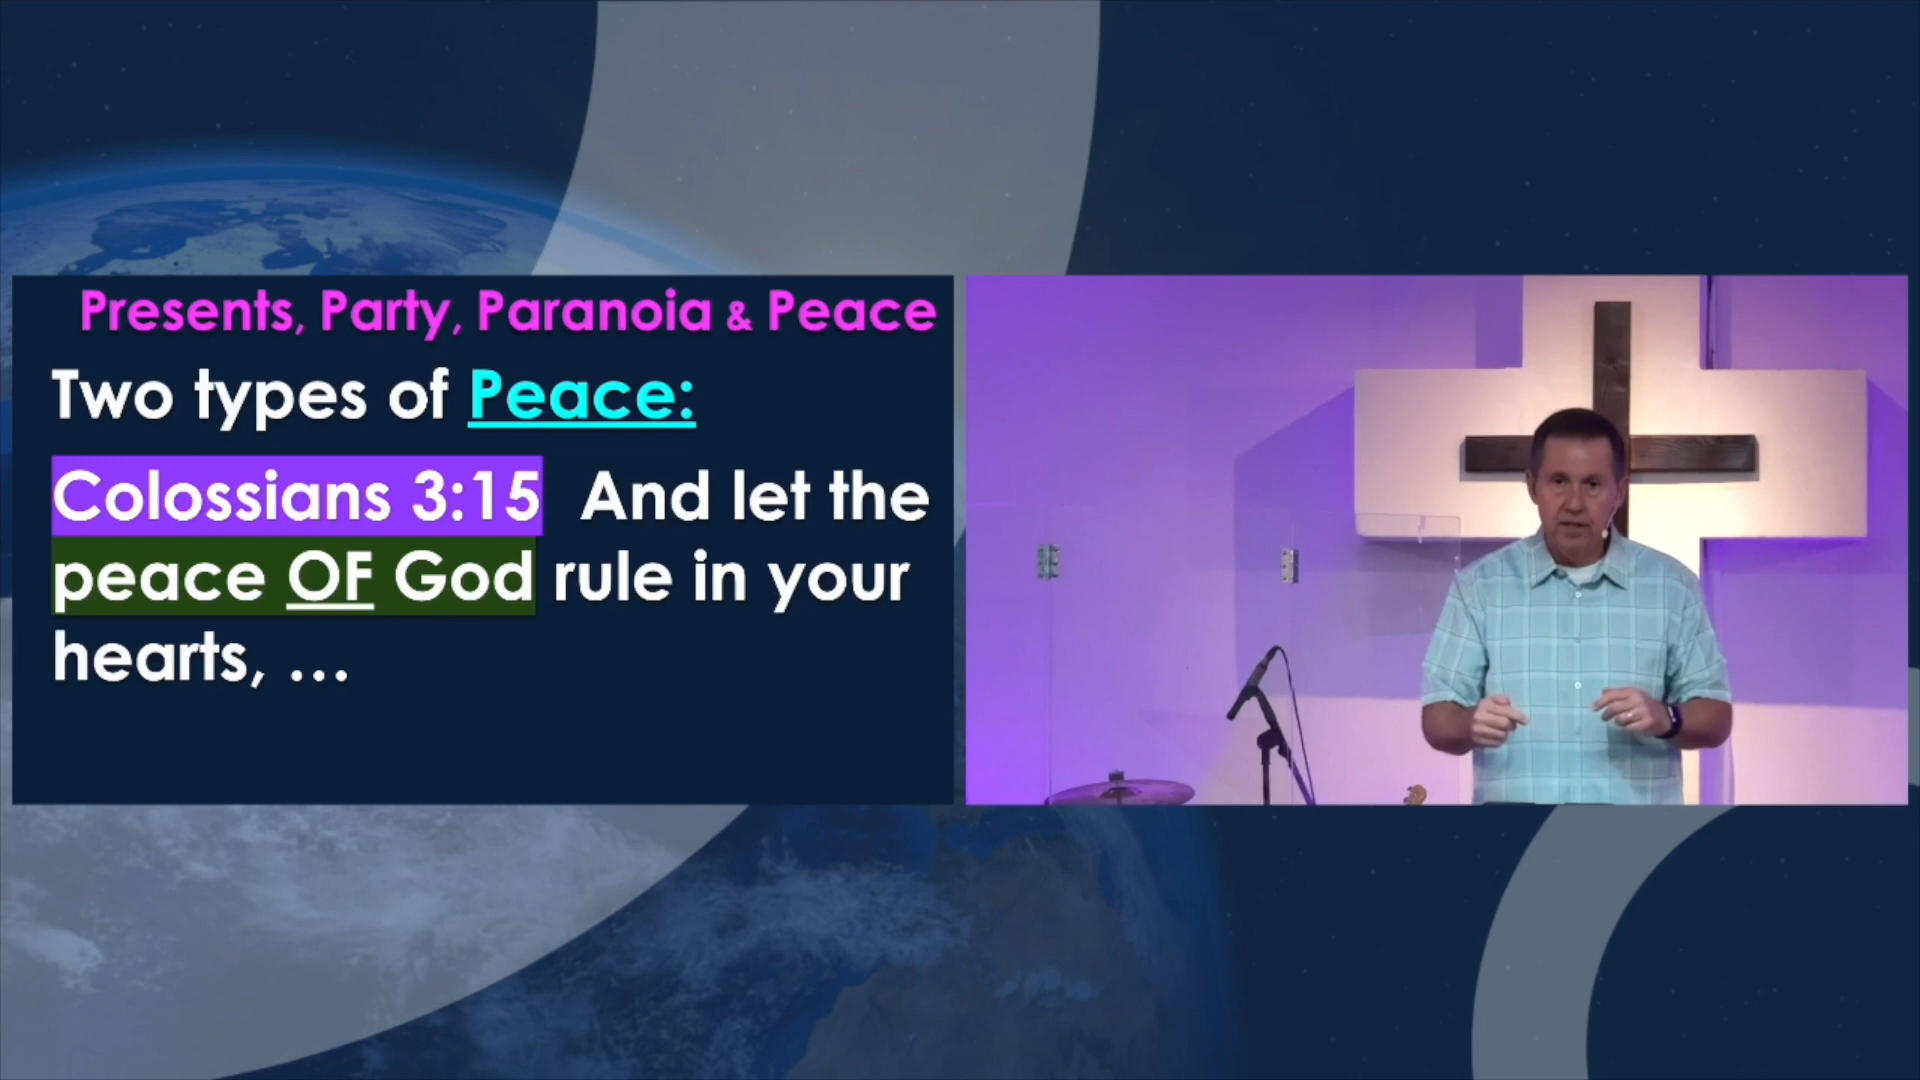 Presents, Party, Paranoia & Peace
Two types of Peace:
Colossians 3:15 And let the
peace OF God rule in your
hearts, …